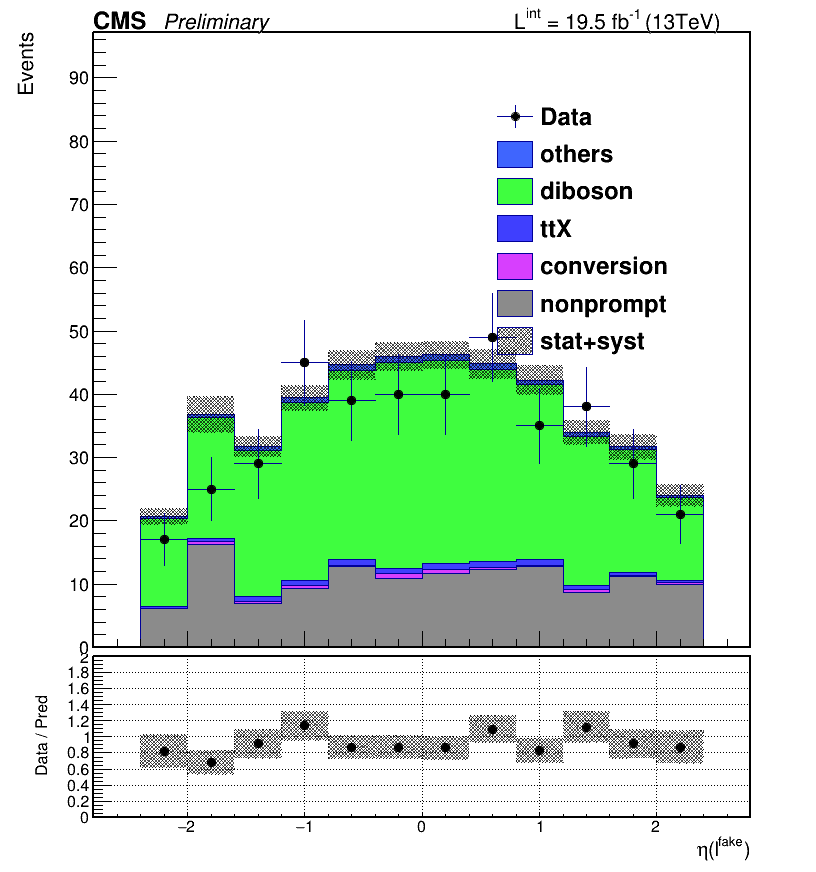 CMS Preliminary L^int = 19.5 fb^-1 (13TeV)
Events
90
80
70
60
50
40
30
20
10
0
Data
others
diboson
ttX
conversion
nonprompt
stat+syst
Data / Pred
2
1.8
1.6
1.4
1.2
1
0.8
0.6
0.4
0.2
0
−2 −1 0 1 2
η(l^fake)